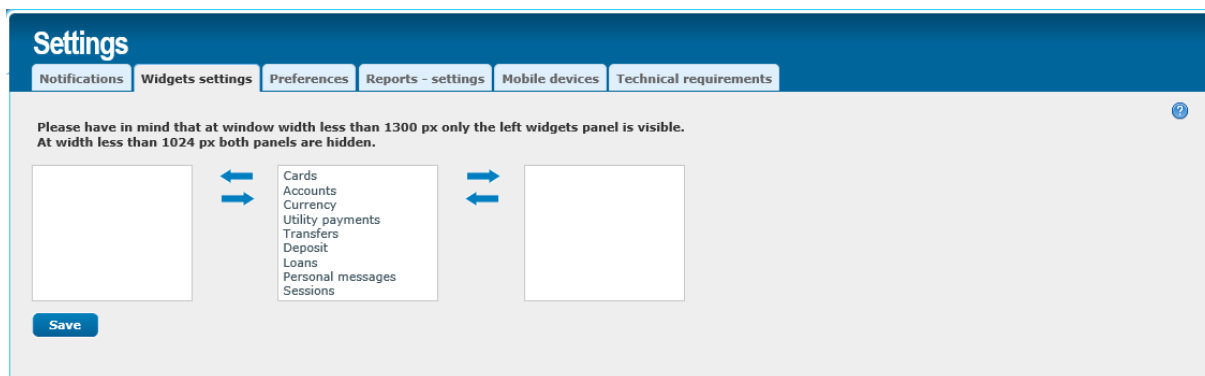 Settings
Notifications Widgets settings Preferences Reports - settings Mobile devices Technical requirements
?
Please have in mind that at window width less than 1300 px only the left widgets panel is visible.
At width less than 1024 px both panels are hidden.
Cards
Accounts
Currency
Utility payments
Transfers
Deposit
Loans
Personal messages
Sessions
Save